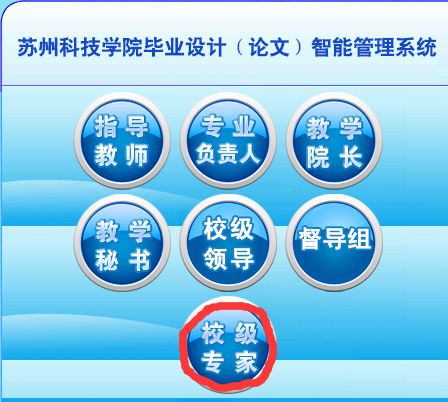 苏州科技学院毕业设计（论文）智能管理系统
指导
教师
专业
负责人
教学
院长
教学
秘书
校级
领导
督导组
校级
专家